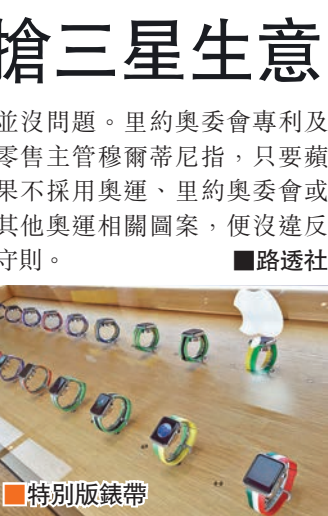 搶三星生意
並沒問題。里約奧委會專利及
零售主管穆爾蒂尼指，只要蘋
果不採用奧運、里約奧委會或
其他奧運相關圖案，便沒違反
守則。 ■路透社
■特別版錶帶